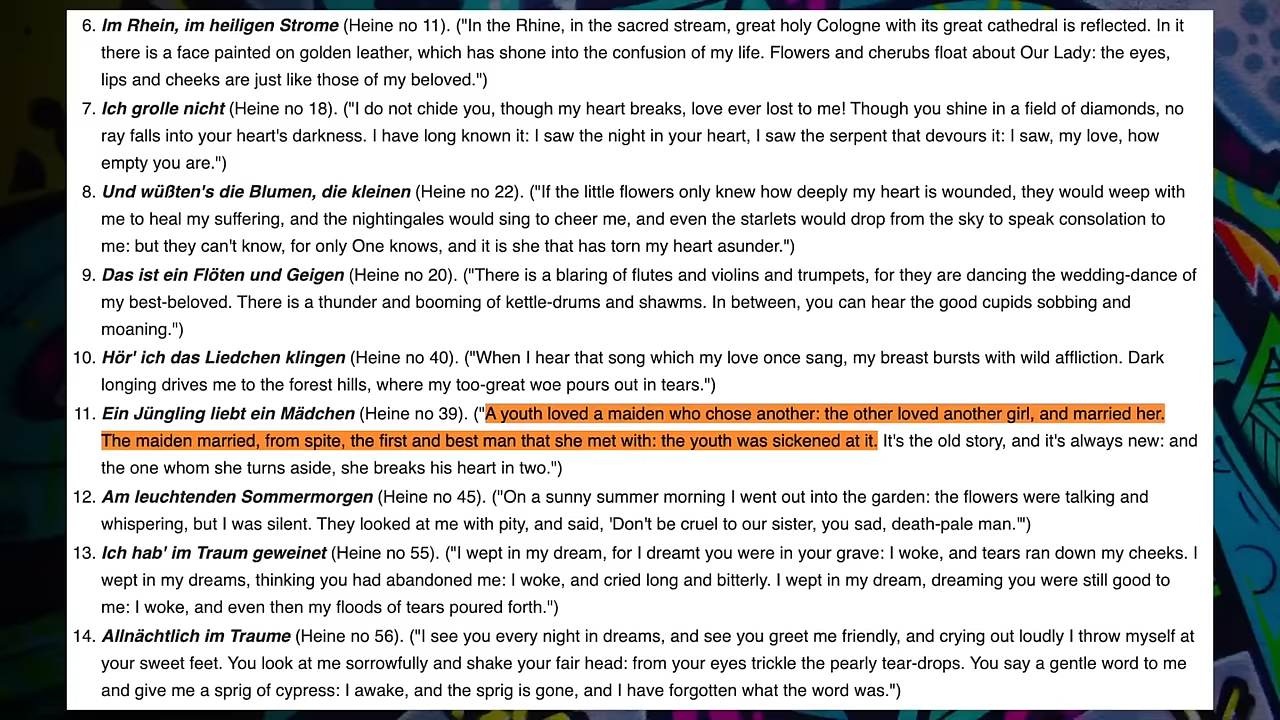 6. Im Rhein, im heiligen Strome (Heine no 11). ("In the Rhine, in the sacred stream, great holy Cologne with its great cathedral is reflected. In it
there is a face painted on golden leather, which has shone into the confusion of my life. Flowers and cherubs float about Our Lady: the eyes,
lips and cheeks are just like those of my beloved.")
7. Ich grolle nicht (Heine no 18). ("I do not chide you, though my heart breaks, love ever lost to me! Though you shine in a field of diamonds, no
ray falls into your heart's darkness. I have long known it: I saw the night in your heart, I saw the serpent that devours it: I saw, my love, how
empty you are.")
8. Und wüßten's die Blumen, die kleinen (Heine no 22). ("If the little flowers only knew how deeply my heart is wounded, they would weep with
me to heal my suffering, and the nightingales would sing to cheer me, and even the starlets would drop from the sky to speak consolation to
me: but they can't know, for only One knows, and it is she that has torn my heart asunder.")
9. Das ist ein Flöten und Geigen (Heine no 20). ("There is a blaring of flutes and violins and trumpets, for they are dancing the wedding-dance of
my best-beloved. There is a thunder and booming of kettle-drums and shawms. In between, you can hear the good cupids sobbing and
moaning.")
10. Hör' ich das Liedchen klingen (Heine no 40). ("When I hear that song which my love once sang, my breast bursts with wild affliction. Dark
longing drives me to the forest hills, where my too-great woe pours out in tears.")
11. Ein Jüngling liebt ein Mädchen (Heine no 39). ("A youth loved a maiden who chose another: the other loved another girl, and married her.
The maiden married, from spite, the first and best man that she met with: the youth was sickened at it. It's the old story, and it's always new: and
the one whom she turns aside, she breaks his heart in two.")
12. Am leuchtenden Sommermorgen (Heine no 45). ("On a sunny summer morning I went out into the garden: the flowers were talking and
whispering, but I was silent. They looked at me with pity, and said, 'Don't be cruel to our sister, you sad, death-pale man.'")
13. Ich hab' im Traum geweinet (Heine no 55). ("I wept in my dream, for I dreamt you were in your grave: I woke, and tears ran down my cheeks. I
wept in my dreams, thinking you had abandoned me: I woke, and cried long and bitterly. I wept in my dream, dreaming you were still good to
me: I woke, and even then my floods of tears poured forth.")
14. Allnächtlich im Traume (Heine no 56). ("I see you every night in dreams, and see you greet me friendly, and crying out loudly I throw myself at
your sweet feet. You look at me sorrowfully and shake your fair head: from your eyes trickle the pearly tear-drops. You say a gentle word to me
and give me a sprig of cypress: I awake, and the sprig is gone, and I have forgotten what the word was.")